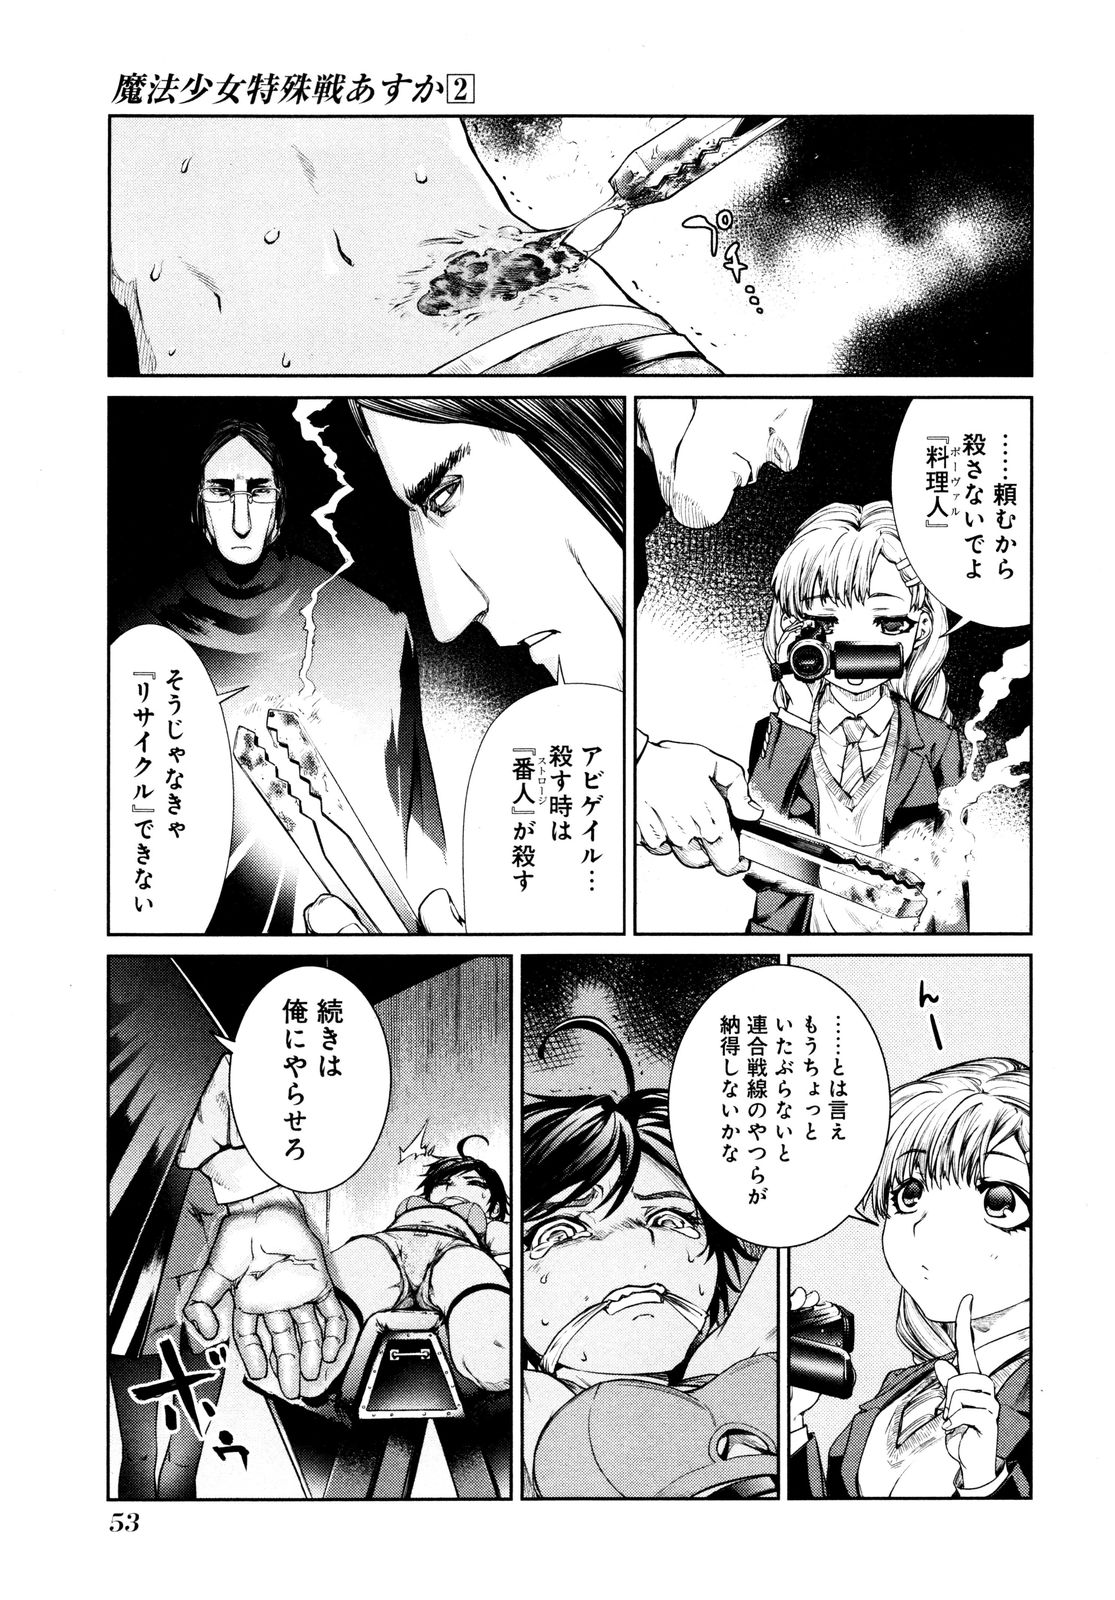 魔法少女特殊戦あすか2
ペチ…
……頼むから
殺さないでよ
『料理人』
ボーヴァル
アビゲイル…
殺す時は
『番人』が殺す
ストロージ
そうじゃなきゃ
『リサイクル』できない
んー
……とは言え
もうちょっと
いたぶらないと
連合戦線のやつらが
納得しないかな
続きは
俺にやらせろ
ボゥ
53